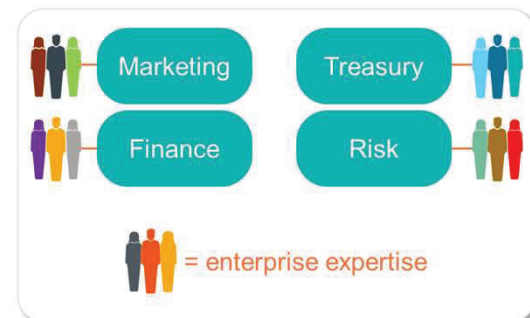 Marketing
Treasury
Finance
Risk
= enterprise expertise